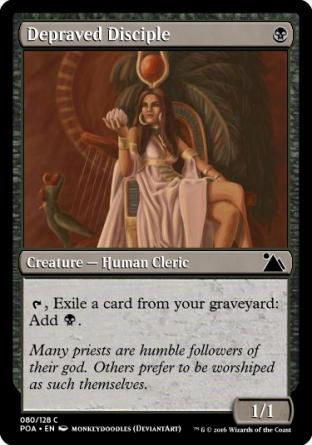 Depraved Disciple
Creature — Human Cleric
, Exile a card from your graveyard:
Add .
Many priests are humble followers of
their god. Others prefer to be worshiped
as such themselves.
1/1
080/128 C
POA • EN MONKEYDOODLES (DEVIANTART)
™ & © 2016 Wizards of the Coast